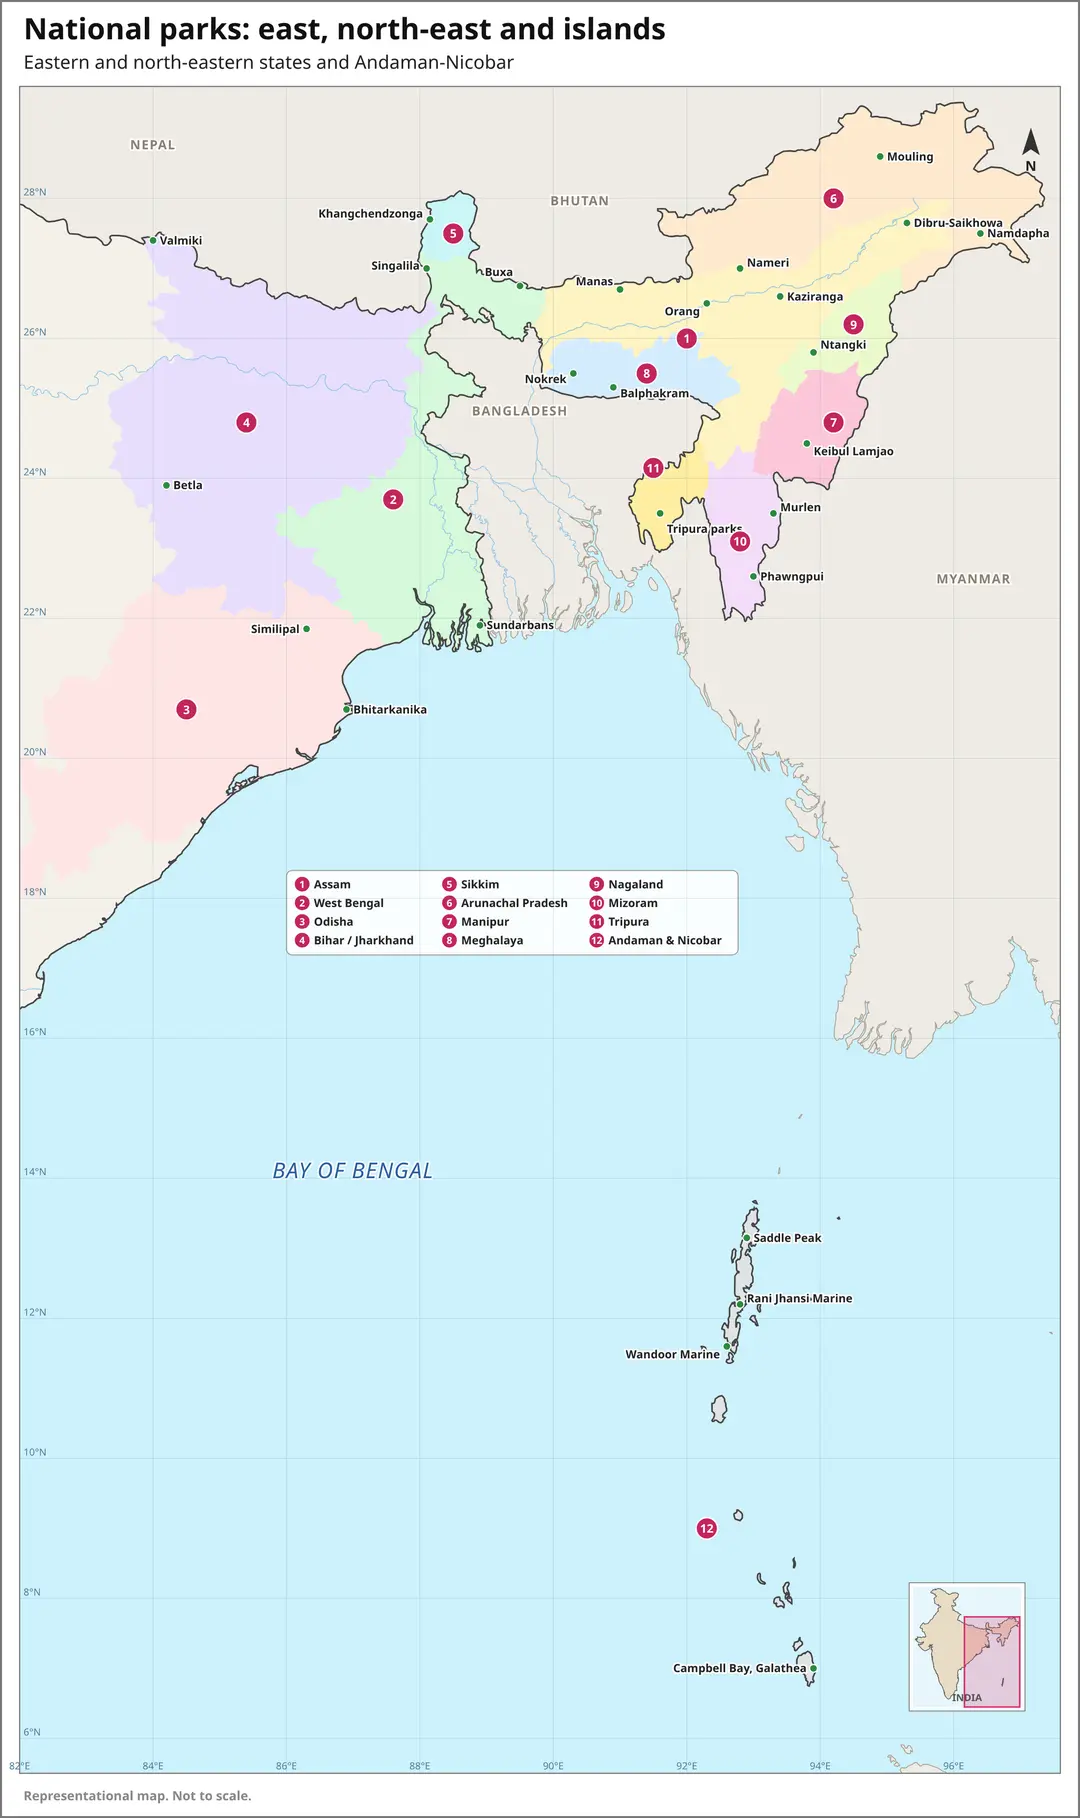 National parks: east, north-east and islands
Eastern and north-eastern states and Andaman-Nicobar
NEPAL
Mouling
N
28°N
BHUTAN
6
Khangchendzonga
Dibru-Saikhowa
5
Namdapha
Valmiki
Singalila
Nameri
Buxa
Manas
Kaziranga
Orang
9
26°N
1
Ntangki
8
Nokrek
Balphakram
BANGLADESH
4
7
Keibul Lamjao
11
24°N
Betla
2
Murlen
Tripura parks
10
Phawngpui
MYANMAR
22°N
Similipal
Sundarbans
3
Bhitarkanika
20°N
18°N
1 Assam
5 Sikkim
9 Nagaland
2 West Bengal
6 Arunachal Pradesh
10 Mizoram
3 Odisha
7 Manipur
11 Tripura
4 Bihar / Jharkhand
8 Meghalaya
12 Andaman & Nicobar
16°N
14°N
BAY OF BENGAL
Saddle Peak
Rani Jhansi Marine
12°N
Wandoor Marine
10°N
12
8°N
Campbell Bay, Galathea
INDIA
6°N
82°E
84°E
86°E
88°E
90°E
92°E
94°E
96°E
Representational map. Not to scale.